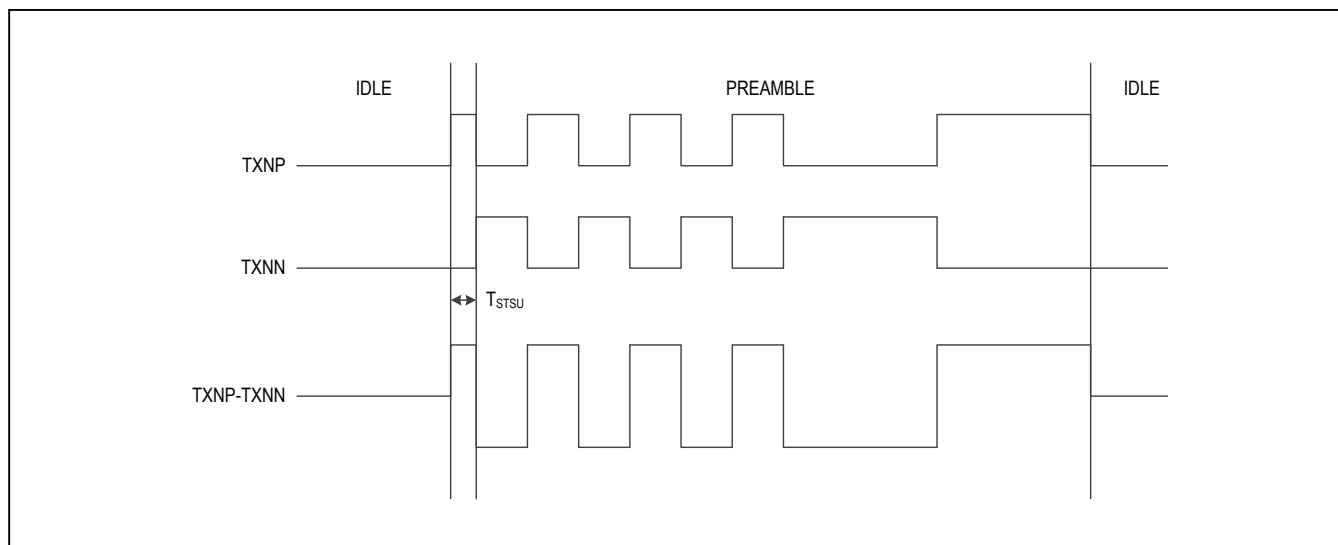 IDLE PREAMBLE IDLE
TXNP
TXNN
TSTSU
TXNP-TXNN